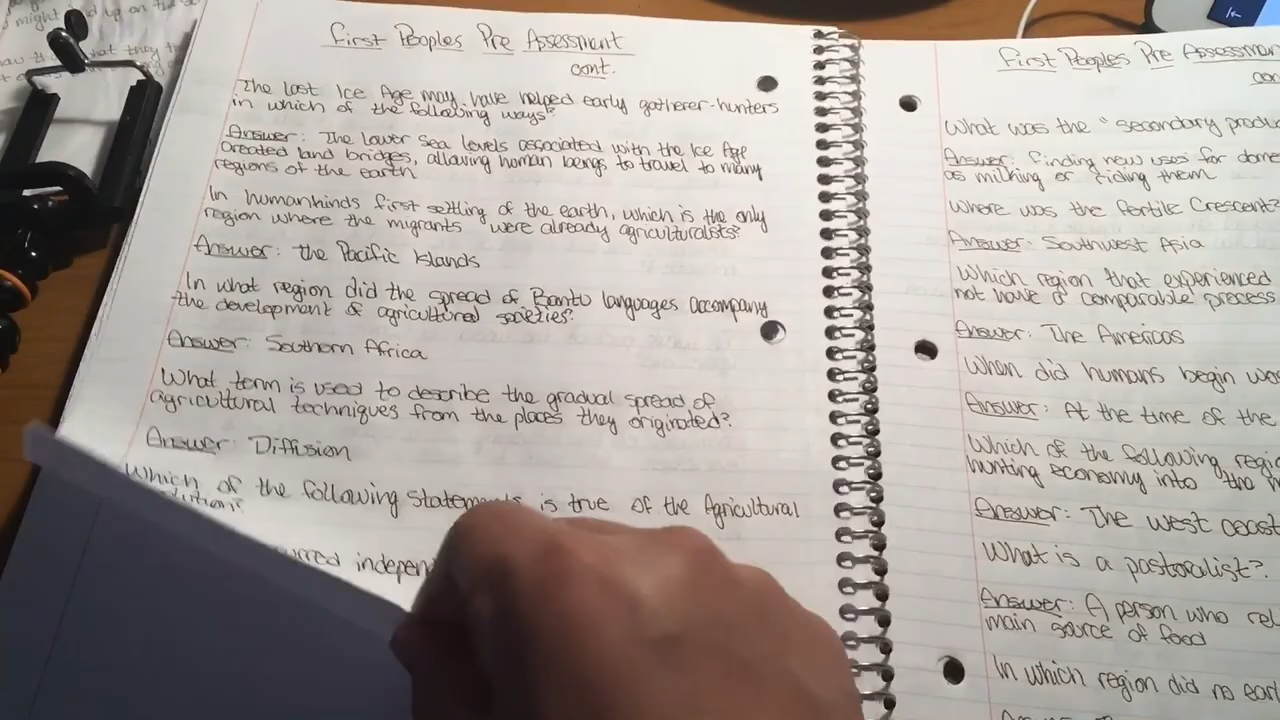 might end up on the
First Peoples Pre Assessment
cont.
The last Ice Age may have helped early gatherer-hunters
in which of the following ways?
Answer: The lower sea levels associated with the Ice Age
created land bridges, allowing human beings to travel to many
regions of the earth
In humankinds first settling of the earth, which is the only
region where the migrants were already agriculturalists?
Answer: the Pacific Islands
In what region did the spread of Bantu languages accompany
the development of agricultural societies?
Answer: Southern Africa
What term is used to describe the gradual spread of
agricultural techniques from the places they originated?
Answer: Diffusion
Which of the following statements is true of the Agricultural
First Peoples Pre Assessment
What was the "secondary
Answer: Finding new uses for
as milking or riding them
Where was the Fertile Crescent?
Answer: Southwest Asia
Which region that experienced
not have a comparable process
Answer: The Americas
When did humans begin
Answer: At the time of the
Which of the following
hunting economy into the
Answer: The west coast
What is a pastoralist?
Answer: A person who
main source of food
In which region did no